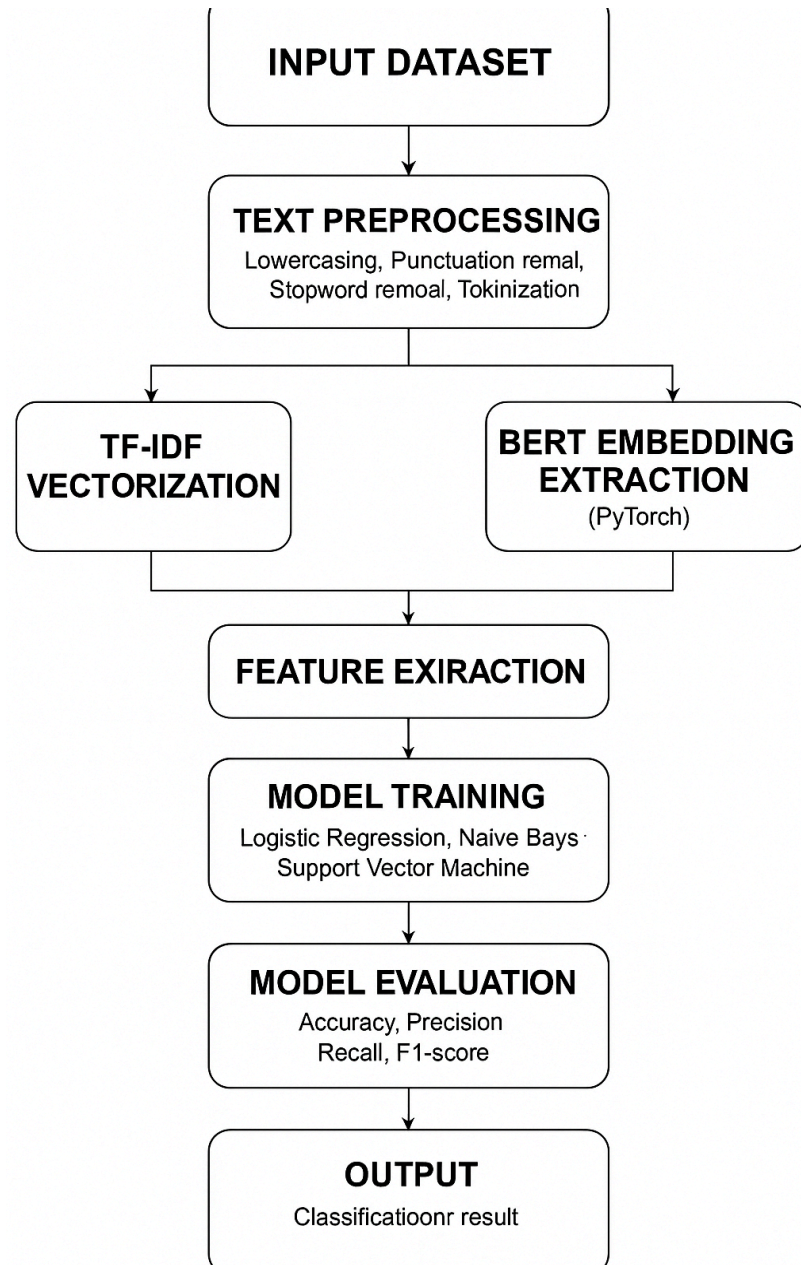 INPUT DATASET
TEXT PREPROCESSING
Lowercasing, Punctuation remal,
Stopword remoal, Tokinization
TF-IDF
VECTORIZATION
BERT EMBEDDING
EXTRACTION
(PyTorch)
FEATURE EXIRACTION
MODEL TRAINING
Logistic Regression, Naive Bays ·
Support Vector Machine
MODEL EVALUATION
Accuracy, Precision
Recall, F1-score
OUTPUT
Classificatioonr result